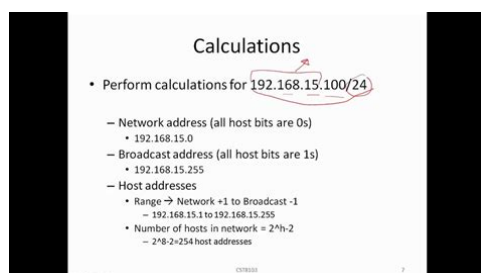 Calculations
• Perform calculations for 192.168.15.100/24
– Network address (all host bits are 0s)
• 192.168.15.0
– Broadcast address (all host bits are 1s)
• 192.168.15.255
– Host addresses
• Range → Network +1 to Broadcast -1
– 192.168.15.1 to 192.168.15.255
• Number of hosts in network = 2^h-2
– 2^8-2=254 host addresses
7